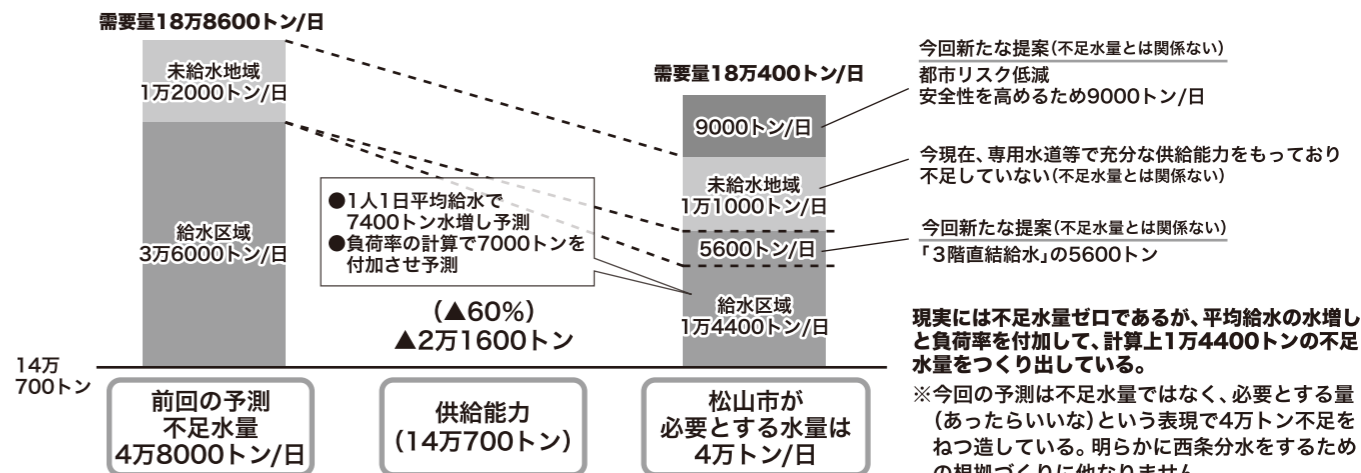 需要量18万8600トン/日
未給水地域
1万2000トン/日
給水区域
3万6000トン/日
14万
700トン
前回の予測
不足水量
4万8000トン/日
●1人1日平均給水で
7400トン水増し予測
●負荷率の計算で7000トンを
付加させ予測
(▲60%)
▲2万1600トン
供給能力
(14万700トン)
需要量18万400トン/日
9000トン/日
未給水地域
1万1000トン/日
5600トン/日
給水区域
1万4400トン/日
松山市が
必要とする水量は
4万トン/日
今回新たな提案(不足水量とは関係ない)
都市リスク低減
安全性を高めるため9000トン/日
今現在、専用水道等で充分な供給能力をもっており
不足していない(不足水量とは関係ない)
今回新たな提案(不足水量とは関係ない)
「3階直結給水」の5600トン
現実には不足水量ゼロであるが、平均給水の水増し
と負荷率を付加して、計算上1万4400トンの不足
水量をつくり出している。
※今回の予測は不足水量ではなく、必要とする量
(あったらいいな)という表現で4万トン不足を
ねつ造している。明らかに西条分水をするため
の根拠づくりに他なりません